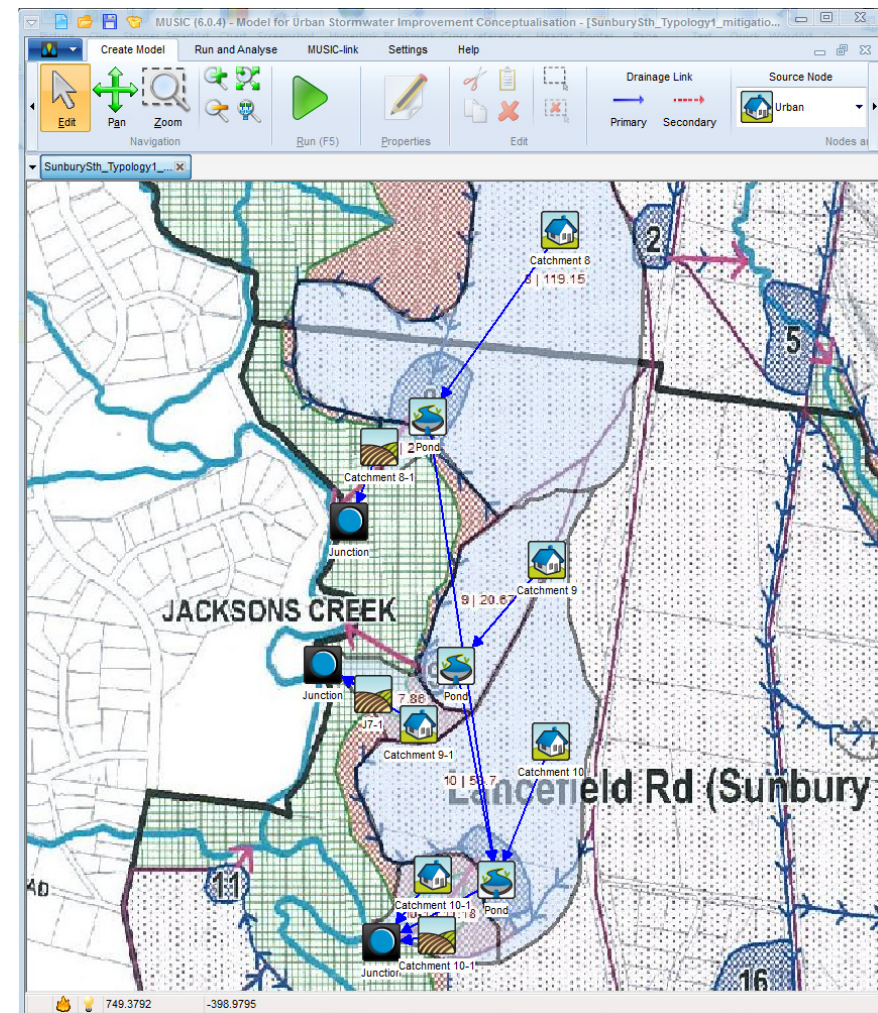 MUSIC (6.0.4) - Model for Urban Stormwater Improvement Conceptualisation - [SunburySth_Typology1_mitigatio...
Create Model Run and Analyse MUSIC-link Settings Help
Edit Pan Zoom
Navigation
Run (F5)
Properties
Edit
Drainage Link
Primary Secondary
Source Node
Urban
Nodes a
SunburySth_Typology1_...
2
Catchment 8
8 | 119.15
5
Pond
Catchment 8-1
Junction
Catchment 9
9 | 20.67
JACKSONS CREEK
Junction
Pond
7.86
J7-1
Catchment 9-1
Catchment 10
Lancefield Rd (Sunbury
11
Catchment 10-1
Pond
Junction
Catchment 10-1
16
749.3792 -398.9795